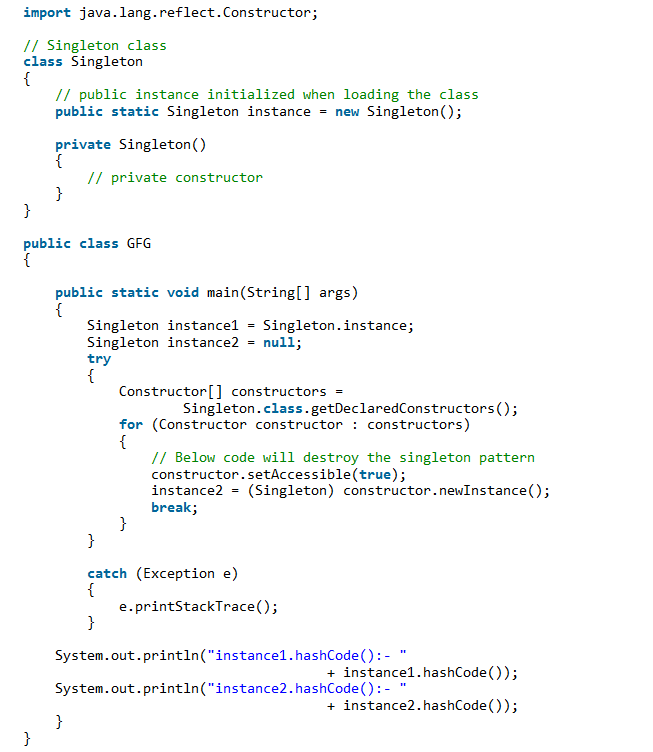 import java.lang.reflect.Constructor;
// Singleton class
class Singleton
{
// public instance initialized when loading the class
public static Singleton instance = new Singleton();
private Singleton()
{
// private constructor
}
}
public class GFG
{
public static void main(String[] args)
{
Singleton instance1 = Singleton.instance;
Singleton instance2 = null;
try
{
Constructor[] constructors =
Singleton.class.getDeclaredConstructors();
for (Constructor constructor : constructors)
{
// Below code will destroy the singleton pattern
constructor.setAccessible(true);
instance2 = (Singleton) constructor.newInstance();
break;
}
}
catch (Exception e)
{
e.printStackTrace();
}
System.out.println("instance1.hashCode():- "
+ instance1.hashCode());
System.out.println("instance2.hashCode():- "
+ instance2.hashCode());
}
}